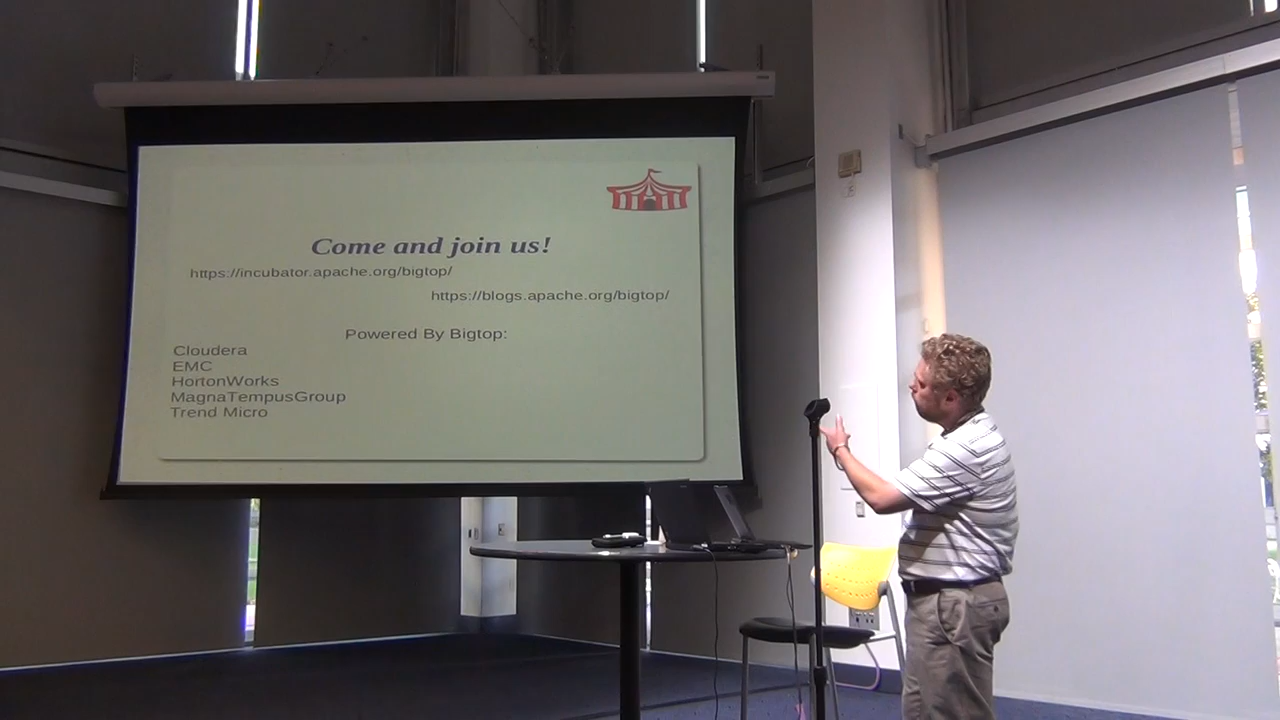 Come and join us!
https://incubator.apache.org/bigtop/
https://blogs.apache.org/bigtop/
Powered By Bigtop:
Cloudera
EMC
HortonWorks
MagnaTempusGroup
Trend Micro